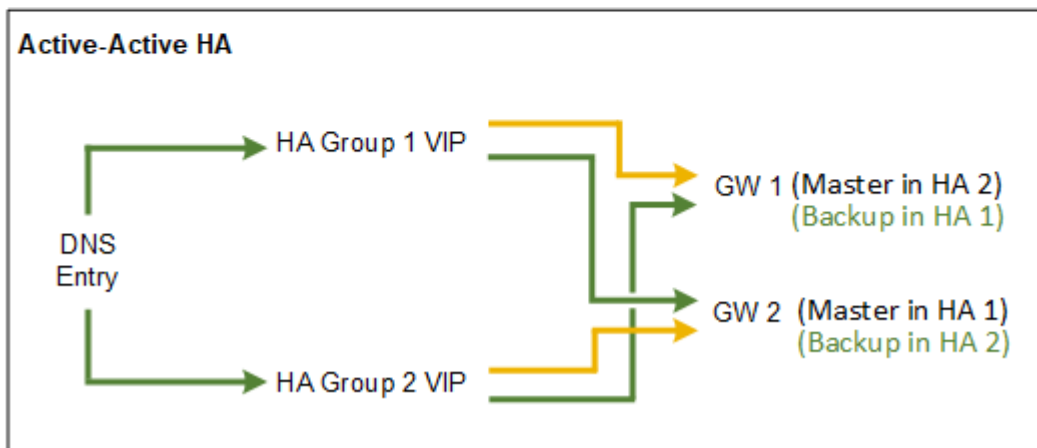 Active-Active HA
HA Group 1 VIP
GW 1 (Master in HA 2)
(Backup in HA 1)
DNS
Entry
GW 2 (Master in HA 1)
(Backup in HA 2)
HA Group 2 VIP